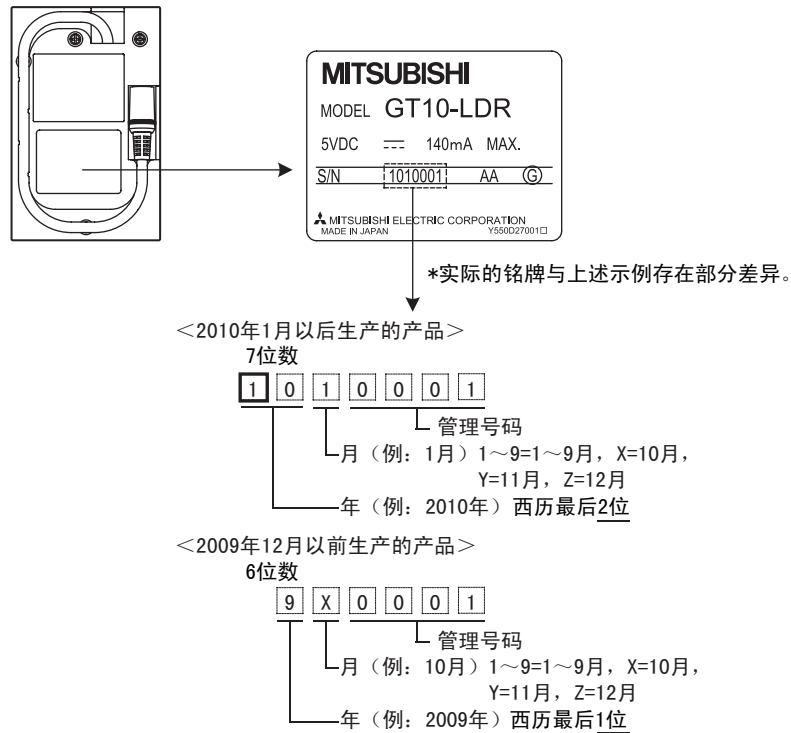 MITSUBISHI
MODEL GT10-LDR
5VDC 140mA MAX.
S/N 1010001 AA Ⓖ
MITSUBISHI ELECTRIC CORPORATION
MADE IN JAPAN Y550D27001□
*实际的铭牌与上述示例存在部分差异。
＜2010年1月以后生产的产品＞
7位数
1 0 1 0 0 0 1
管理号码
月（例：1月）1～9=1～9月，X=10月，
Y=11月，Z=12月
年（例：2010年）西历最后2位
＜2009年12月以前生产的产品＞
6位数
9 X 0 0 0 1
管理号码
月（例：10月）1～9=1～9月，X=10月，
Y=11月，Z=12月
年（例：2009年）西历最后1位